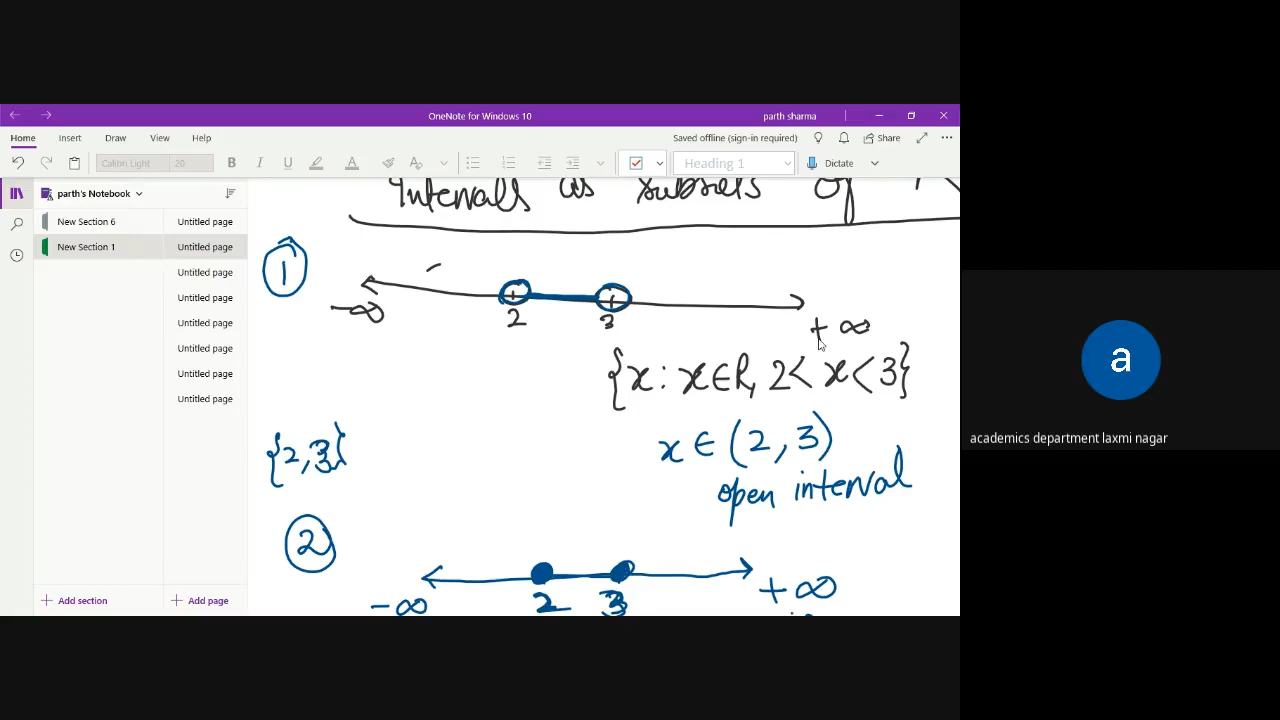 OneNote for Windows 10
parth sharma
Home Insert Draw View Help
Saved offline (sign-in required)
Share
Calibri Light 20
B I U A
Heading 1
Dictate
parth's Notebook
New Section 6
New Section 1
Untitled page
Untitled page
Untitled page
Untitled page
Untitled page
Untitled page
Untitled page
Untitled page
+ Add section
+ Add page
Intervals as subsets of R
1
-∞ 2 3 + ∞
{x : x ∈ R, 2 < x < 3}
{2,3}
x ∈ (2, 3)
open interval
2
-∞ 2 3 + ∞
a
academics department laxmi nagar